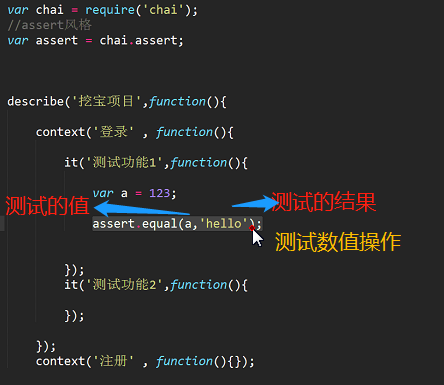 var chai = require('chai');
//assert风格
var assert = chai.assert;
describe('挖宝项目',function(){
context('登录' , function(){
it('测试功能1',function(){
var a = 123;
测试的值
测试的结果
assert.equal(a,'hello');
测试数值操作
});
it('测试功能2',function(){
});
});
context('注册' , function(){});